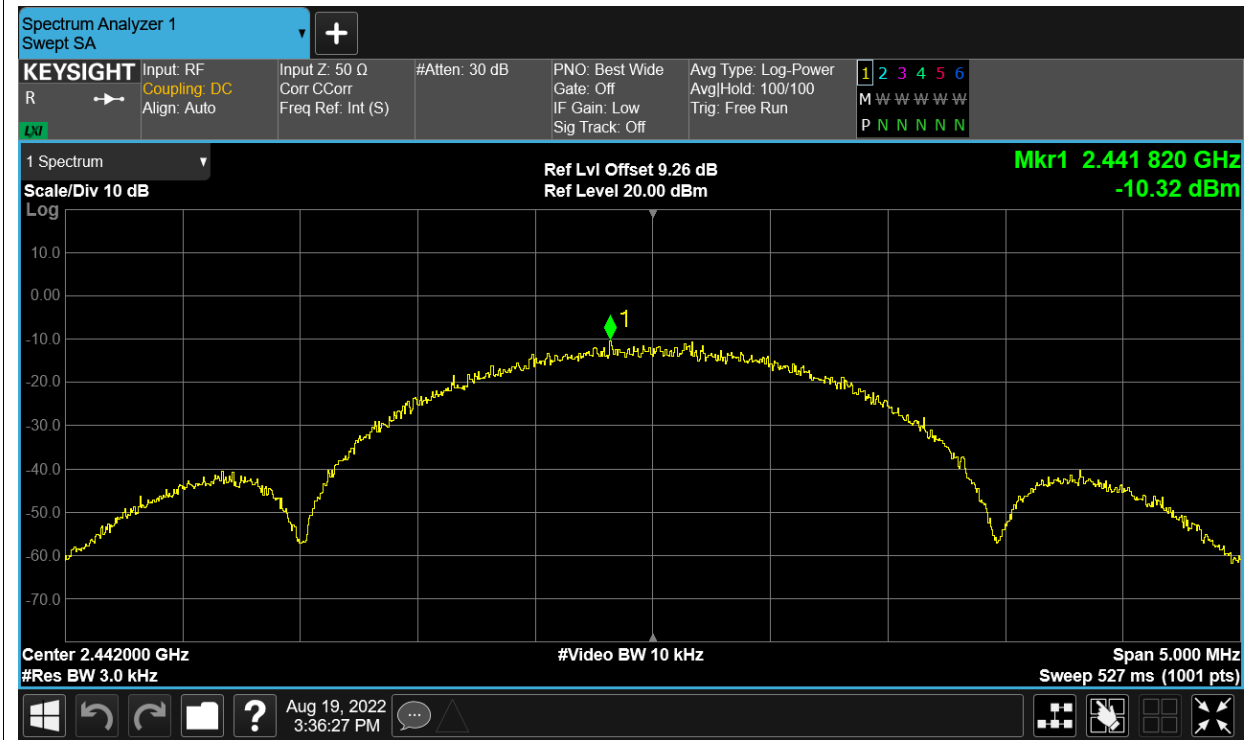 Spectrum Analyzer 1
Swept SA
+
KEYSIGHT
R
LXI
Input: RF
Coupling: DC
Align: Auto
Input Z: 50 Ω
Corr CCorr
Freq Ref: Int (S)
#Atten: 30 dB
PNO: Best Wide
Gate: Off
IF Gain: Low
Sig Track: Off
Avg Type: Log-Power
Avg|Hold: 100/100
Trig: Free Run
1 2 3 4 5 6
M W W W W W
P N N N N N
1 Spectrum
Scale/Div 10 dB
Log
Ref Lvl Offset 9.26 dB
Ref Level 20.00 dBm
Mkr1 2.441 820 GHz
-10.32 dBm
10.0
0.00
-10.0
-20.0
-30.0
-40.0
-50.0
-60.0
-70.0
1
Center 2.442000 GHz
#Res BW 3.0 kHz
#Video BW 10 kHz
Span 5.000 MHz
Sweep 527 ms (1001 pts)
?
Aug 19, 2022
3:36:27 PM